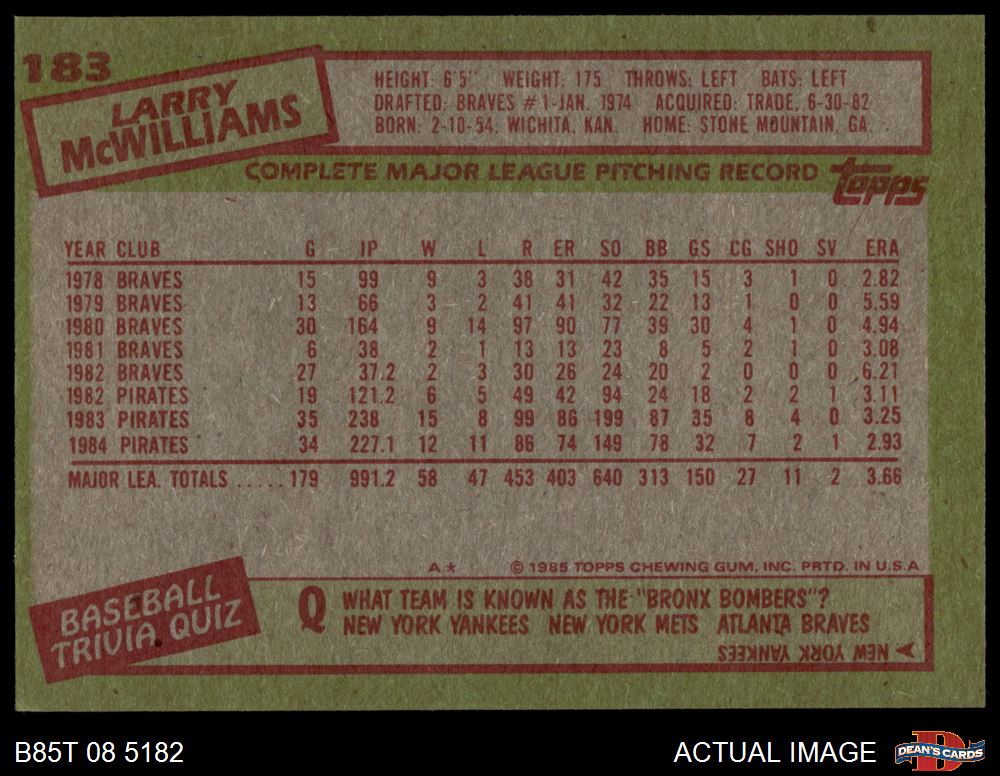 183
LARRY
McWILLIAMS
HEIGHT: 6'5" WEIGHT: 175 THROWS: LEFT BATS: LEFT
DRAFTED: BRAVES #1-JAN. 1974 ACQUIRED: TRADE, 6-30-82
BORN: 2-10-54, WICHITA, KAN. HOME: STONE MOUNTAIN, GA.
COMPLETE MAJOR LEAGUE PITCHING RECORD topps
YEAR CLUB G IP W L R ER SO BB GS CG SHO SV ERA
1978 BRAVES 15 99 9 3 38 31 42 35 15 3 1 0 2.82
1979 BRAVES 13 66 3 2 41 41 32 22 13 1 0 0 5.59
1980 BRAVES 30 164 9 14 97 90 77 39 30 4 1 0 4.94
1981 BRAVES 6 38 2 1 13 13 23 8 5 2 1 0 3.08
1982 BRAVES 27 37.2 2 3 30 26 24 20 2 0 0 0 6.21
1982 PIRATES 19 121.2 6 5 49 42 94 24 18 2 2 1 3.11
1983 PIRATES 35 238 15 8 99 86 199 87 35 8 4 0 3.25
1984 PIRATES 34 227.1 12 11 86 74 149 78 32 7 2 1 2.93
MAJOR LEA. TOTALS ..... 179 991.2 58 47 453 403 640 313 150 27 11 2 3.66
A* © 1985 TOPPS CHEWING GUM, INC. PRTD. IN U.S.A
BASEBALL
TRIVIA QUIZ
Q WHAT TEAM IS KNOWN AS THE "BRONX BOMBERS"?
NEW YORK YANKEES NEW YORK METS ATLANTA BRAVES
NEW YORK YANKEES
B85T 08 5182
ACTUAL IMAGE
DEAN'S CARDS